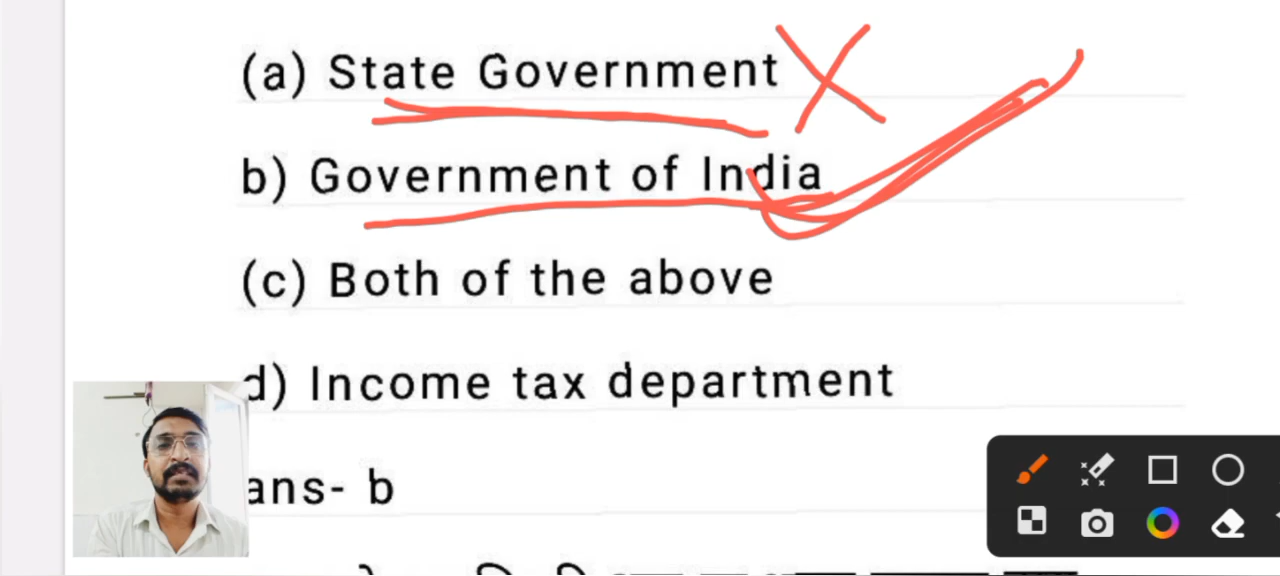 (a) State Government
b) Government of India
(c) Both of the above
d) Income tax department
ans- b